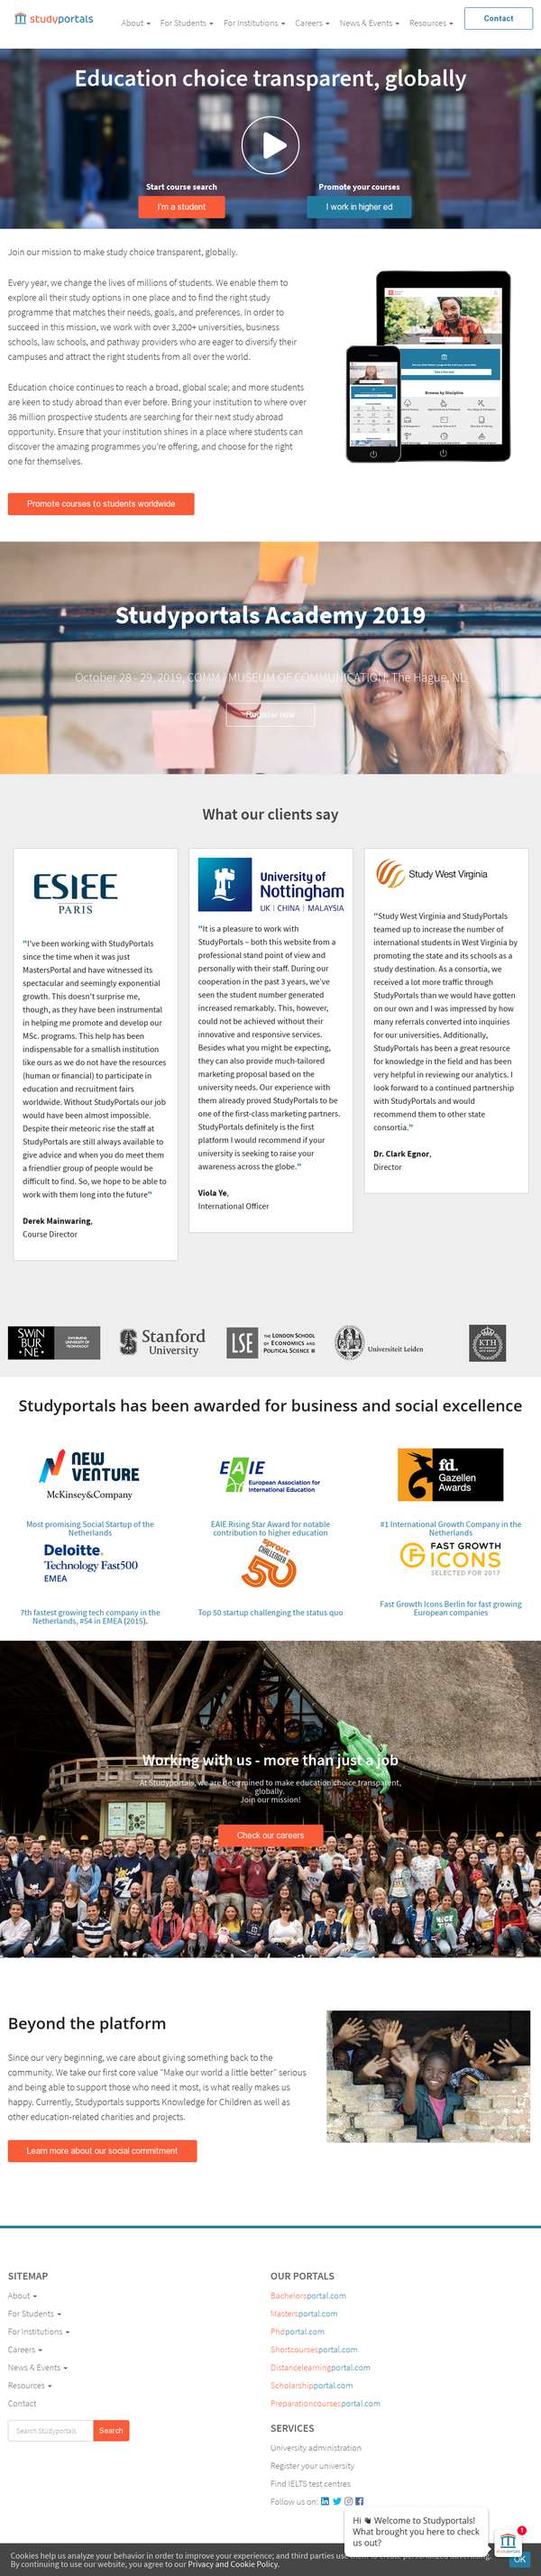 studyportals
About
For Students
For Institutions
Careers
News & Events
Resources
Contact
Education choice transparent, globally
Start course search
Promote your courses
I'm a student
I work in higher ed
Join our mission to make study choice transparent, globally.
Every year, we change the lives of millions of students. We enable them to
explore all their study options in one place and to find the right study
programme that matches their needs, goals, and preferences. In order to
succeed in this mission, we work with over 3,200+ universities, business
schools, law schools, and pathway providers who are eager to diversify their
campuses and attract the right students from all over the world.
Education choice continues to reach a broad, global scale; and more students
are keen to study abroad than ever before. Bring your institution to where over
36 million prospective students are searching for their next study abroad
opportunity. Ensure that your institution shines in a place where students can
discover the amazing programmes you're offering, and choose for the right
one for themselves.
Promote courses to students worldwide
Studyportals Academy 2019
October 28 - 29, 2019, COMM / MUSEUM OF COMMUNICATION, The Hague, NL
Register now
What our clients say
ESIEE
PARIS
"I've been working with StudyPortals
since the time when it was just
MastersPortal and have witnessed its
spectacular and seemingly exponential
growth. This doesn't surprise me,
though, as they have been instrumental
in helping me promote and develop our
MSc. programs. This help has been
indispensable for a smallish institution
like ours as we do not have the resources
(human or financial) to participate in
education and recruitment fairs
worldwide. Without StudyPortals our job
would have been almost impossible.
Despite their meteoric rise the staff at
StudyPortals are still always available to
give advice and when you do meet them
a friendlier group of people would be
difficult to find. So, we hope to be able to
work with them long into the future"
Derek Mainwaring,
Course Director
University of
Nottingham
UK | CHINA | MALAYSIA
"It is a pleasure to work with
StudyPortals – both this website from a
professional stand point of view and
personally with their staff. During our
cooperation in the past 3 years, we've
seen the student number generated
increased remarkably. This, however,
could not be achieved without their
innovative and responsive services.
Besides what you might be expecting,
they can also provide much-tailored
marketing proposal based on the
university needs. Our experience with
them already proved StudyPortals to be
one of the first-class marketing partners.
StudyPortals definitely is the first
platform I would recommend if your
university is seeking to raise your
awareness across the globe."
Viola Ye,
International Officer
Study West Virginia
"Study West Virginia and StudyPortals
teamed up to increase the number of
international students in West Virginia by
promoting the state and its schools as a
study destination. As a consortia, we
received a lot more traffic through
StudyPortals than we would have gotten
on our own and I was impressed by how
many referrals converted into inquiries
for our universities. Additionally,
StudyPortals has been a great resource
for knowledge in the field and has been
very helpful in reviewing our analytics. I
look forward to a continued partnership
with StudyPortals and would
recommend them to other state
consortia."
Dr. Clark Egnor,
Director
SWIN
BUR
NE
SWINBURNE
UNIVERSITY OF
TECHNOLOGY
Stanford
University
LSE
THE LONDON SCHOOL
OF ECONOMICS AND
POLITICAL SCIENCE
Universiteit Leiden
KTH
Studyportals has been awarded for business and social excellence
NEW
VENTURE
McKinsey&Company
EAIE
European Association for
International Education
fd.
Gazellen
Awards
Most promising Social Startup of the
Netherlands
EAIE Rising Star Award for notable
contribution to higher education
#1 International Growth Company in the
Netherlands
Deloitte.
Technology Fast500
EMEA
sprout
CHALLENGER
50
FAST GROWTH
ICONS
SELECTED FOR 2017
7th fastest growing tech company in the
Netherlands, #54 in EMEA (2015).
Top 50 startup challenging the status quo
Fast Growth Icons Berlin for fast growing
European companies
Working with us - more than just a job
At Studyportals, we are determined to make education choice transparent,
globally.
Join our mission!
Check our careers
Beyond the platform
Since our very beginning, we care about giving something back to the
community. We take our first core value "Make our world a little better" serious
and being able to support those who need it most, is what really makes us
happy. Currently, Studyportals supports Knowledge for Children as well as
other education-related charities and projects.
Learn more about our social commitment
SITEMAP
About
For Students
For Institutions
Careers
News & Events
Resources
Contact
Search Studyportals
Search
OUR PORTALS
Bachelorsportal.com
Mastersportal.com
Phdportal.com
Shortcoursesportal.com
Distancelearningportal.com
Scholarshipportal.com
Preparationcoursesportal.com
SERVICES
University administration
Register your university
Find IELTS test centres
Follow us on:
Hi 👋 Welcome to Studyportals!
What brought you here to check
us out?
1
Cookies help us analyze your behavior in order to improve your experience; and third parties
By continuing to use our website, you agree to our Privacy and Cookie Policy.
OK